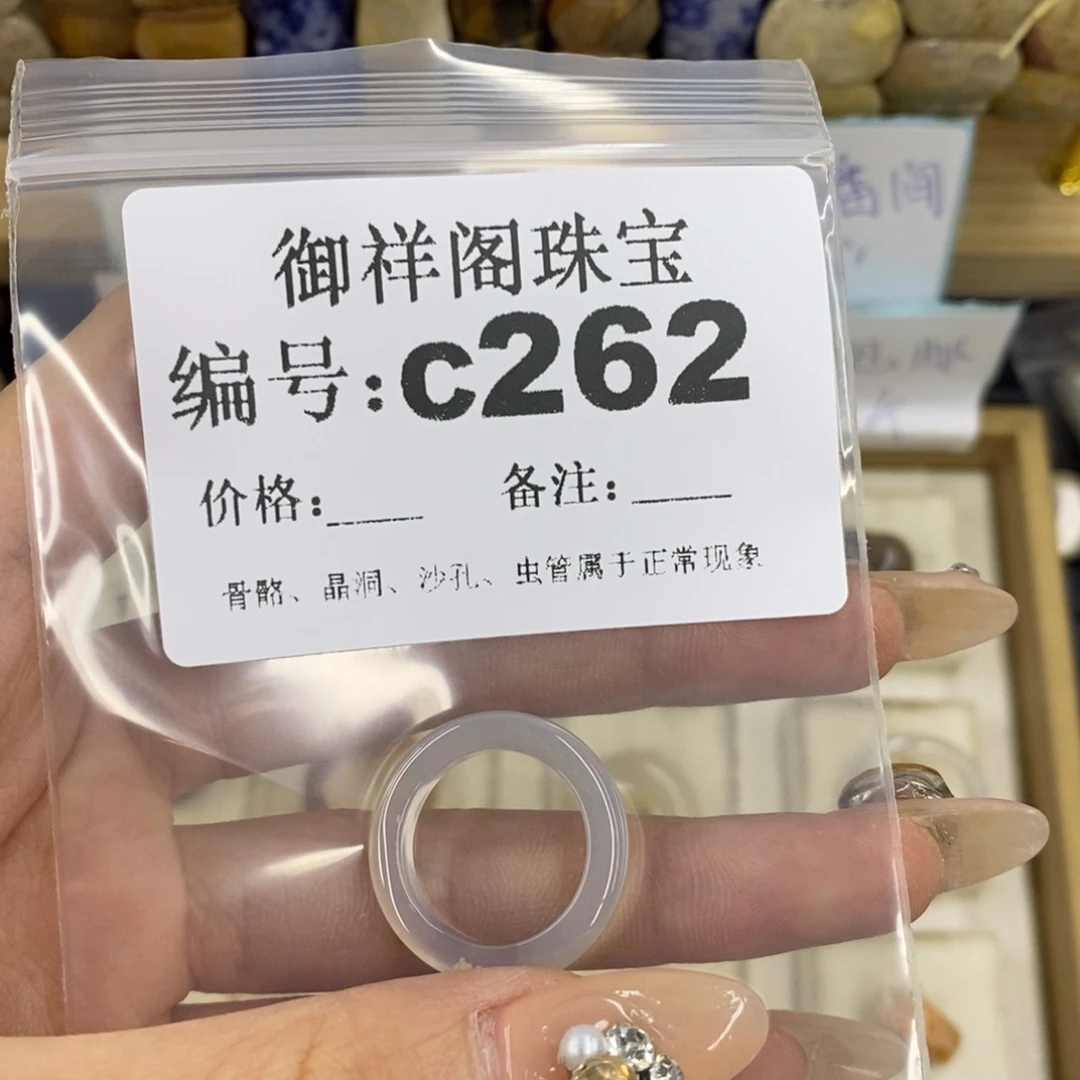 御祥阁珠宝
编号:c262
价格:____ 备注:____
骨骼、晶洞、沙孔、虫管属于正常现象